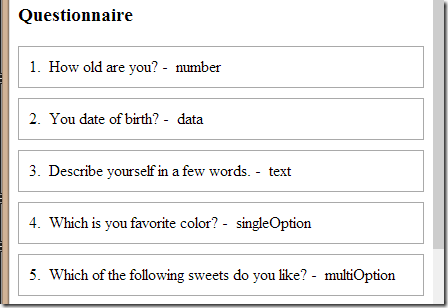 Questionnaire
1. How old are you? - number
2. You date of birth? - data
3. Describe yourself in a few words. - text
4. Which is you favorite color? - singleOption
5. Which of the following sweets do you like? - multiOption